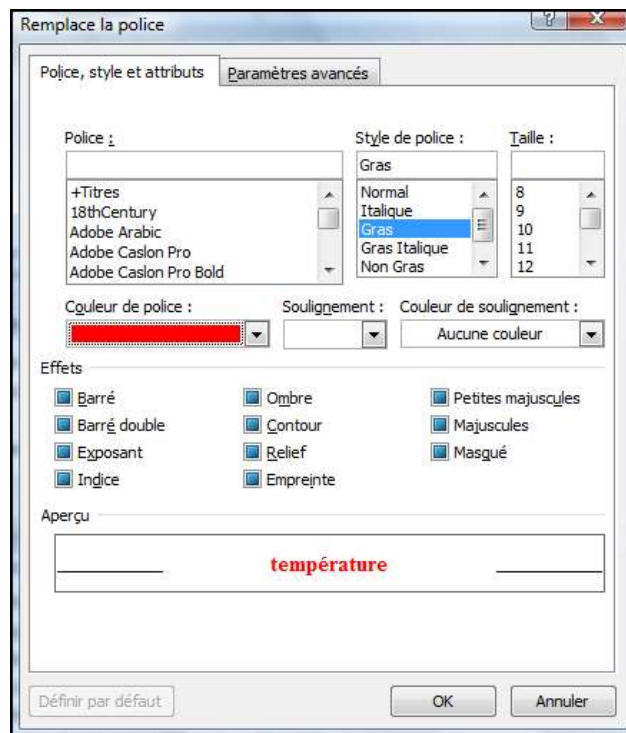 Remplace la police
Police, style et attributs Paramètres avancés
Police : Style de police : Taille :
Gras
+Titres Normal 8
18thCentury Italique 9
Adobe Arabic Gras 10
Adobe Caslon Pro Gras Italique 11
Adobe Caslon Pro Bold Non Gras 12
Couleur de police : Soulignement : Couleur de soulignement :
Aucune couleur
Effets
Barré Ombre Petites majuscules
Barré double Contour Majuscules
Exposant Relief Masqué
Indice Empreinte
Aperçu
température
Définir par défaut OK Annuler